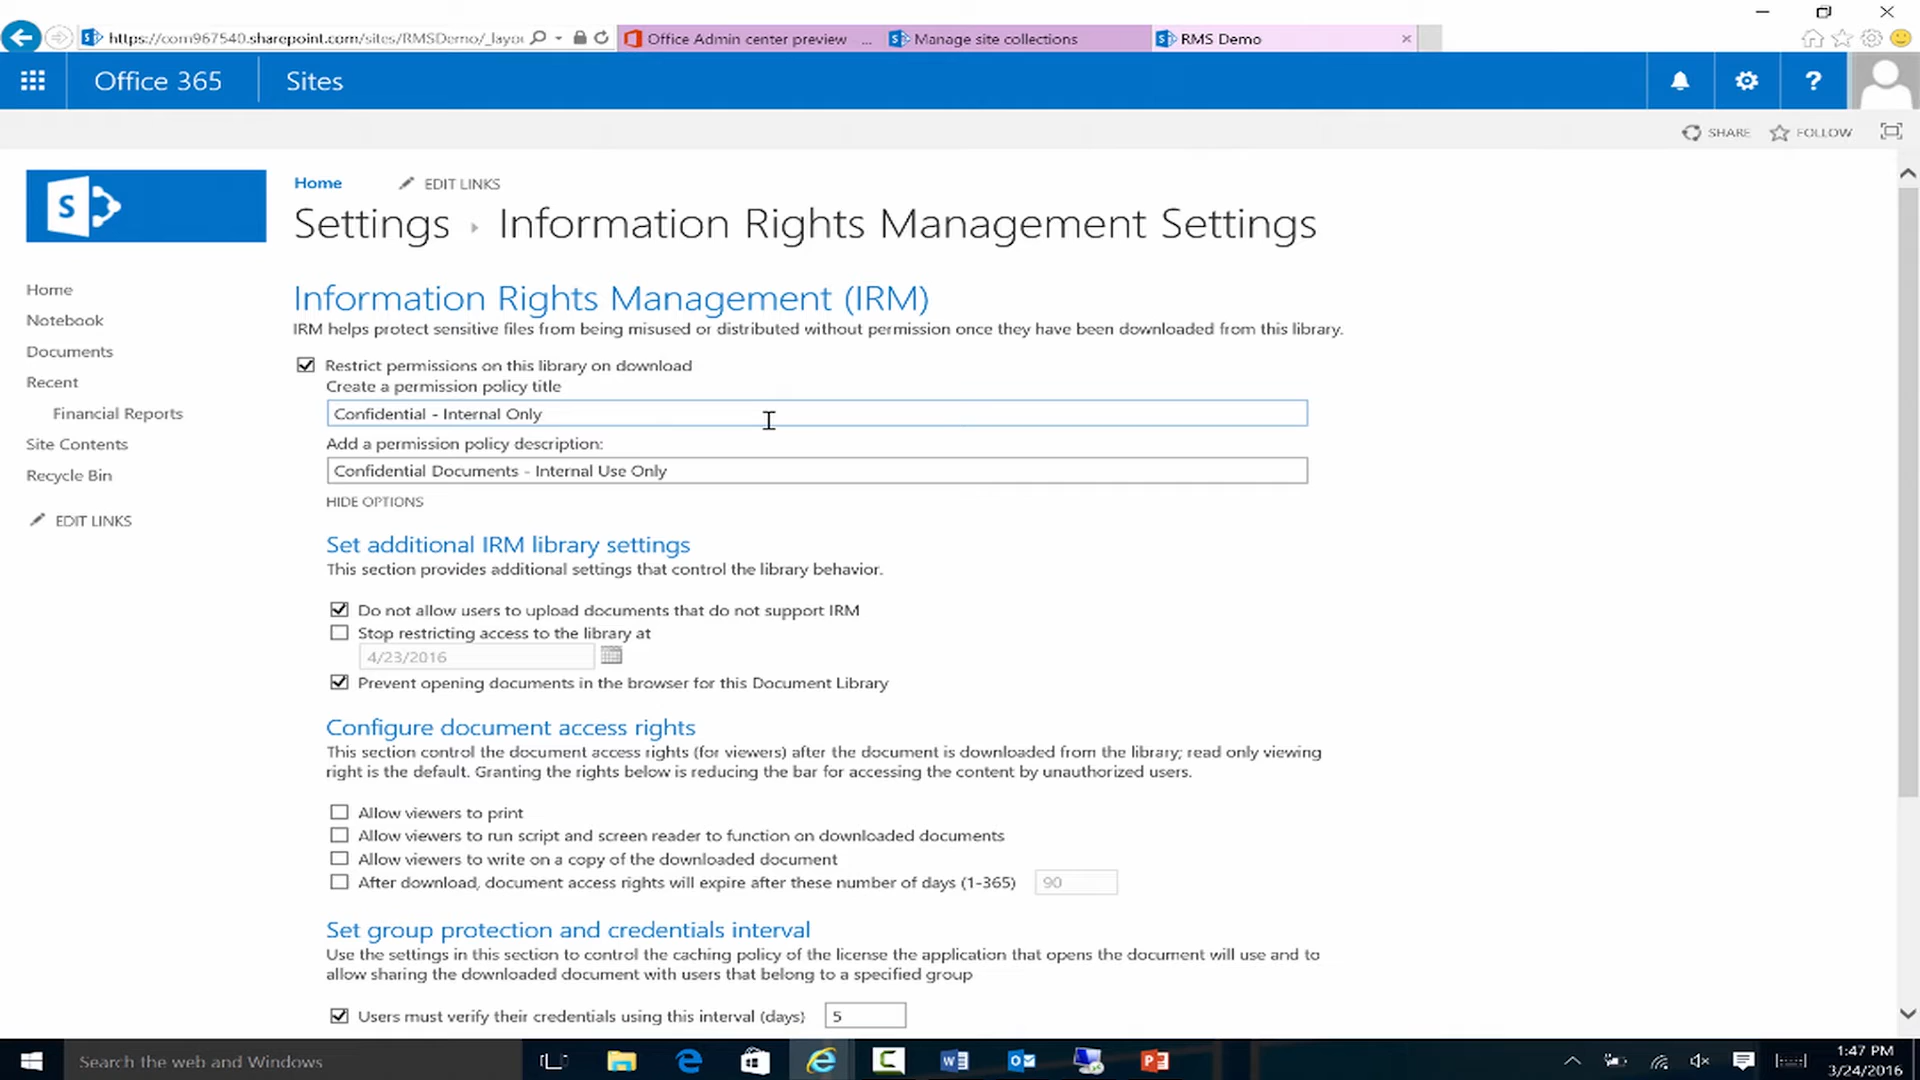 https://com967540.sharepoint.com/sites/RMSDemo/_layou
Office Admin center preview ...
Manage site collections
RMS Demo
Office 365
Sites
?
SHARE
FOLLOW
S
Home
EDIT LINKS
Settings › Information Rights Management Settings
Home
Notebook
Documents
Recent
Financial Reports
Site Contents
Recycle Bin
EDIT LINKS
Information Rights Management (IRM)
IRM helps protect sensitive files from being misused or distributed without permission once they have been downloaded from this library.
Restrict permissions on this library on download
Create a permission policy title
Confidential - Internal Only
Add a permission policy description:
Confidential Documents - Internal Use Only
HIDE OPTIONS
Set additional IRM library settings
This section provides additional settings that control the library behavior.
Do not allow users to upload documents that do not support IRM
Stop restricting access to the library at
4/23/2016
Prevent opening documents in the browser for this Document Library
Configure document access rights
This section control the document access rights (for viewers) after the document is downloaded from the library; read only viewing
right is the default. Granting the rights below is reducing the bar for accessing the content by unauthorized users.
Allow viewers to print
Allow viewers to run script and screen reader to function on downloaded documents
Allow viewers to write on a copy of the downloaded document
After download, document access rights will expire after these number of days (1-365) 90
Set group protection and credentials interval
Use the settings in this section to control the caching policy of the license the application that opens the document will use and to
allow sharing the downloaded document with users that belong to a specified group
Users must verify their credentials using this interval (days) 5
Search the web and Windows
1:47 PM
3/24/2016